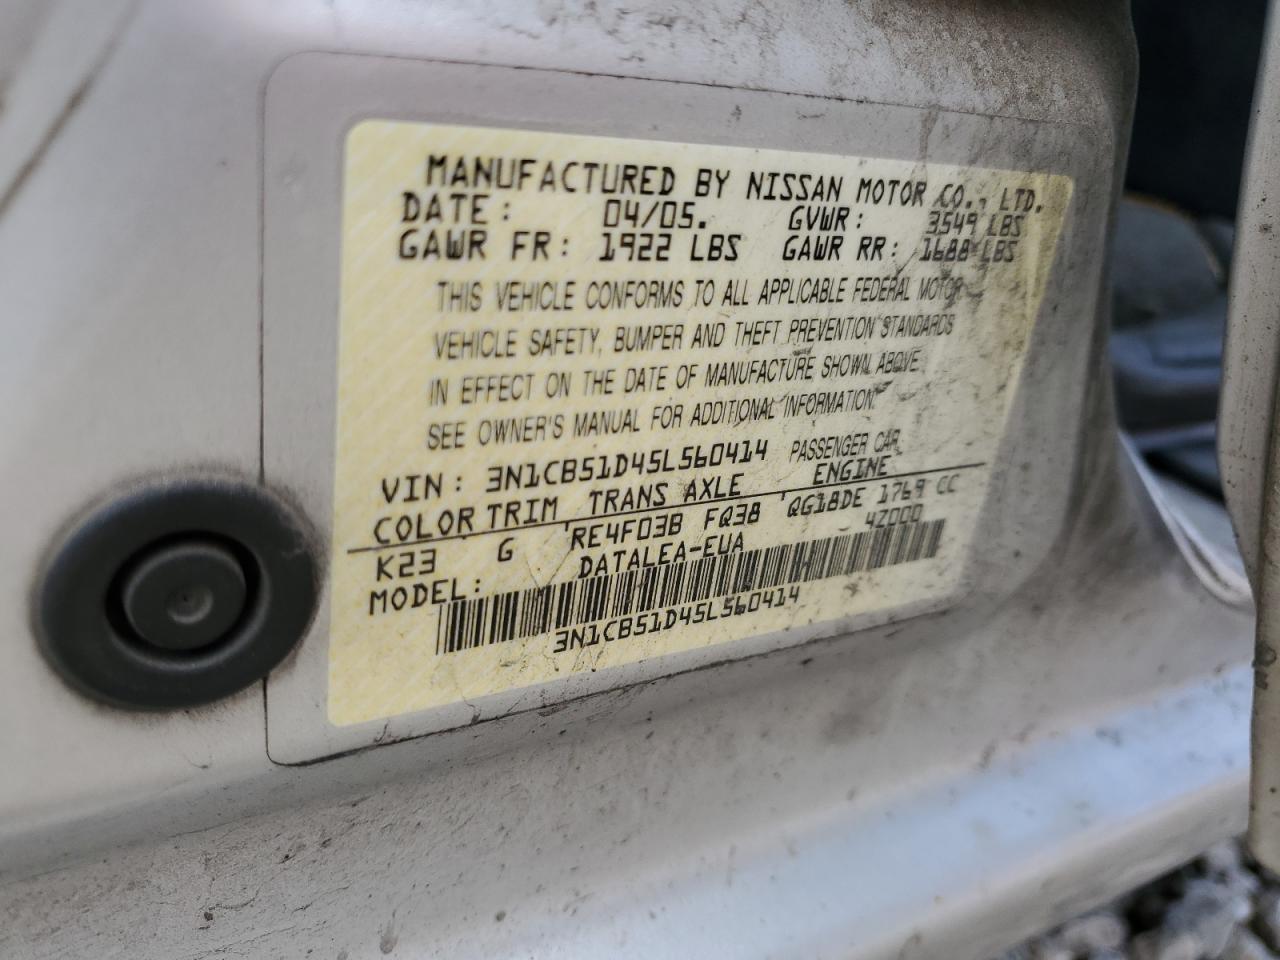 MANUFACTURED BY NISSAN MOTOR CO., LTD.
DATE: 04/05. GVWR: 3549 LBS
GAWR FR: 1922 LBS GAWR RR: 1688 LBS
THIS VEHICLE CONFORMS TO ALL APPLICABLE FEDERAL MOTOR
VEHICLE SAFETY, BUMPER AND THEFT PREVENTION STANDARDS
IN EFFECT ON THE DATE OF MANUFACTURE SHOWN ABOVE
SEE OWNER'S MANUAL FOR ADDITIONAL INFORMATION.
VIN: 3N1CB51D45L560414 PASSENGER CAR
COLOR TRIM TRANS AXLE ENGINE
K23 G RE4F03B FQ38 QG18DE 1769 CC
MODEL: DATALEA-EUA 4Z000
3N1CB51D45L560414